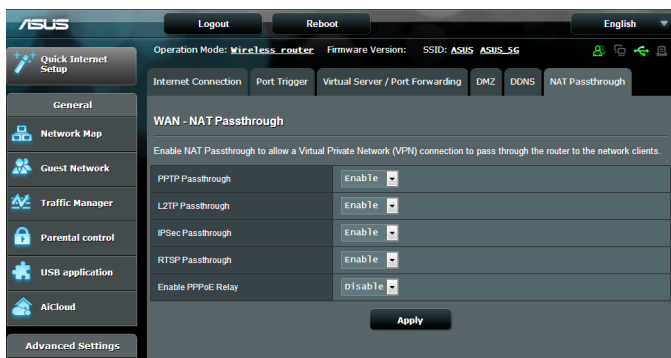 ASUS
Logout
Reboot
English
Quick Internet Setup
Operation Mode: Wireless router Firmware Version: SSID: ASUS ASUS_5G
Internet Connection
Port Trigger
Virtual Server / Port Forwarding
DMZ
DDNS
NAT Passthrough
General
Network Map
Guest Network
Traffic Manager
Parental control
USB application
AiCloud
Advanced Settings
WAN - NAT Passthrough
Enable NAT Passthrough to allow a Virtual Private Network (VPN) connection to pass through the router to the network clients.
PPTP Passthrough Enable
L2TP Passthrough Enable
IPSec Passthrough Enable
RTSP Passthrough Enable
Enable PPPoE Relay Disable
Apply